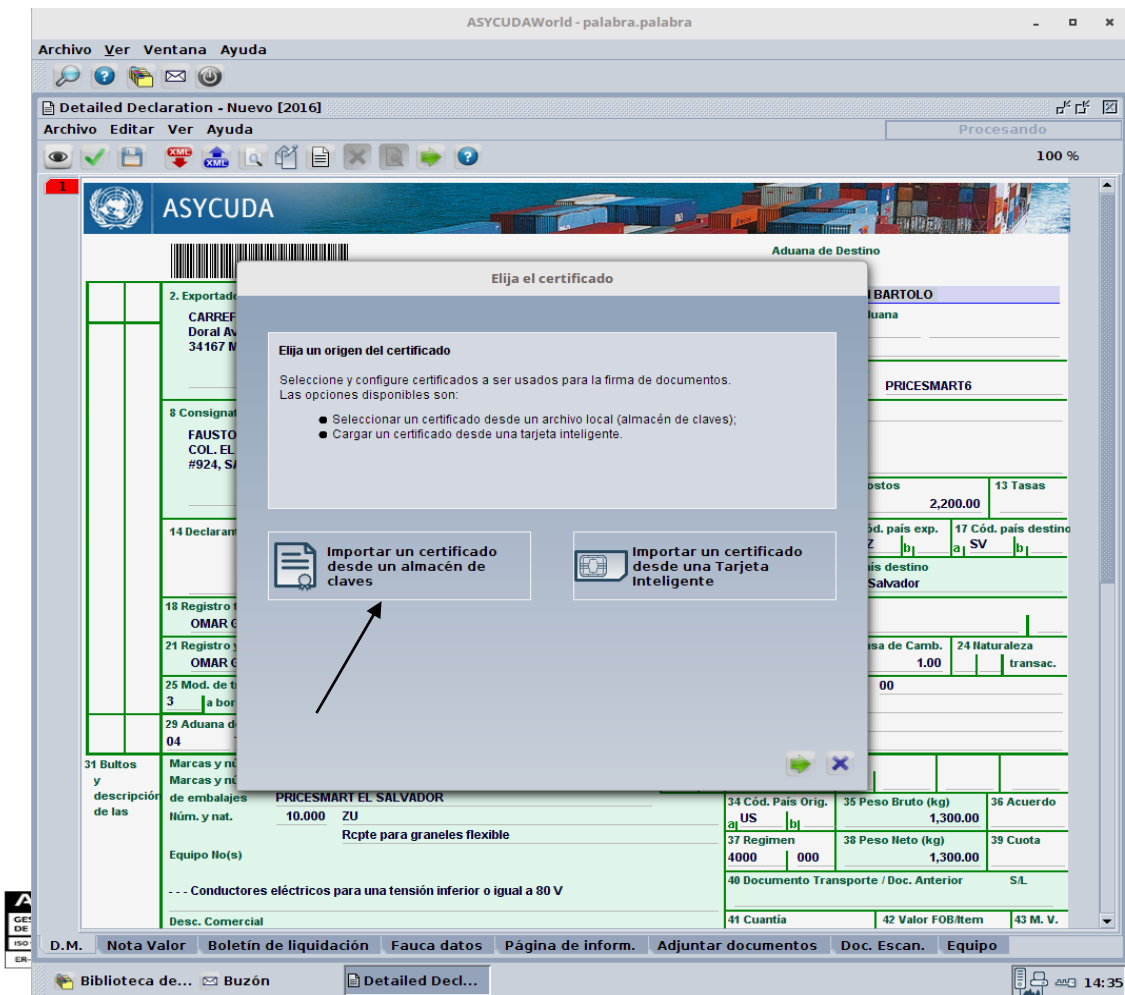 ASYCUDAWorld - palabra.palabra
Archivo Ver Ventana Ayuda
Detailed Declaration - Nuevo [2016]
Archivo Editar Ver Ayuda
Procesando
XML XML
100 %
1
ASYCUDA
Aduana de Destino
Elija el certificado
2. Exportado
BARTOLO
CARREF
Doral Av
34167 M
Elija un origen del certificado
Seleccione y configure certificados a ser usados para la firma de documentos.
Las opciones disponibles son:
PRICESMART6
8 Consignat
Seleccionar un certificado desde un archivo local (almacén de claves);
FAUSTO
Cargar un certificado desde una tarjeta inteligente.
COL. EL
#924, SA
ostos 13 Tasas
2,200.00
14 Declarant
ód. país exp. 17 Cód. país destino
Z b a SV b
Importar un certificado desde un almacén de claves
Importar un certificado desde una Tarjeta Inteligente
ís destino
Salvador
18 Registro t
OMAR G
21 Registro y
asa de Camb. 24 Naturaleza
OMAR G
1.00 transac.
25 Mod. de t
00
3 a bor
29 Aduana d
04
31 Bultos y descripción de las
Marcas y nú
Marcas y nú
de embalajes PRICESMART EL SALVADOR
34 Cód. País Orig. 35 Peso Bruto (kg) 36 Acuerdo
Núm. y nat. 10.000 ZU
a US b 1,300.00
Rcpte para graneles flexible
37 Regimen 38 Peso Neto (kg) 39 Cuota
Equipo No(s)
4000 000 1,300.00
40 Documento Transporte / Doc. Anterior S/L
- - - Conductores eléctricos para una tensión inferior o igual a 80 V
Desc. Comercial
41 Cuantía 42 Valor FOB/Item 43 M. V.
D.M. Nota Valor Boletín de liquidación Fauca datos Página de inform. Adjuntar documentos Doc. Escan. Equipo
Biblioteca de... Buzón Detailed Decl... 14:35